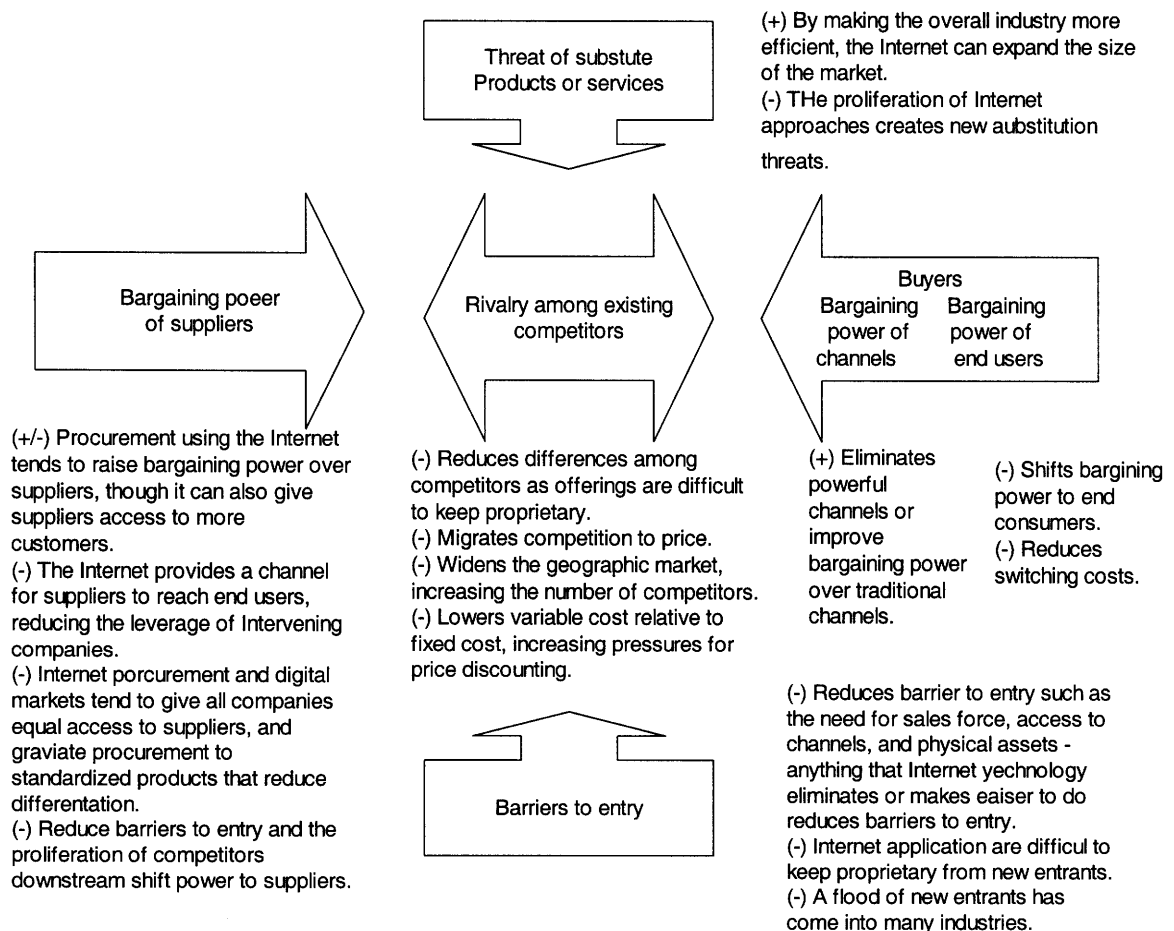 Threat of substute
Products or services
(+) By making the overall industry more
efficient, the Internet can expand the size
of the market.
(-) THe proliferation of Internet
approaches creates new aubstitution
threats.
Bargaining poeer
of suppliers
Rivalry among existing
competitors
Buyers
Bargaining
power of
channels
Bargaining
power of
end users
(+/-) Procurement using the Internet
tends to raise bargaining power over
suppliers, though it can also give
suppliers access to more
customers.
(-) The Internet provides a channel
for suppliers to reach end users,
reducing the leverage of Intervening
companies.
(-) Internet porcurement and digital
markets tend to give all companies
equal access to suppliers, and
graviate procurement to
standardized products that reduce
differentation.
(-) Reduce barriers to entry and the
proliferation of competitors
downstream shift power to suppliers.
(-) Reduces differences among
competitors as offerings are difficult
to keep proprietary.
(-) Migrates competition to price.
(-) Widens the geographic market,
increasing the number of competitors.
(-) Lowers variable cost relative to
fixed cost, increasing pressures for
price discounting.
(+) Eliminates
powerful
channels or
improve
bargaining power
over traditional
channels.
(-) Shifts bargining
power to end
consumers.
(-) Reduces
switching costs.
Barriers to entry
(-) Reduces barrier to entry such as
the need for sales force, access to
channels, and physical assets -
anything that Internet yechnology
eliminates or makes eaiser to do
reduces barriers to entry.
(-) Internet application are difficul to
keep proprietary from new entrants.
(-) A flood of new entrants has
come into many industries.